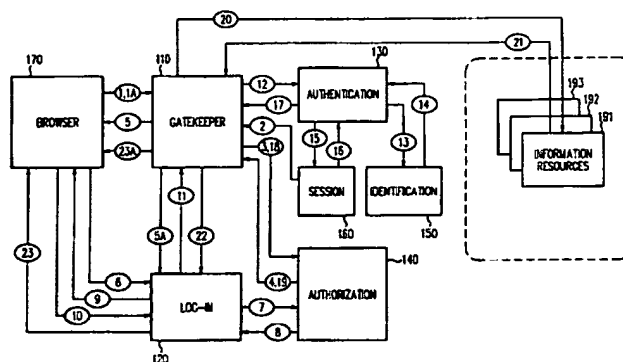 20
21
170
110
130
193
192
191
1,1A
12
AUTHENTICATION
14
BROWSER
5
GATEKEEPER
17
2
15
16
13
INFORMATION
RESOURCES
23A
3,18
SESSION
IDENTIFICATION
11
160
150
23
5A
22
140
6
4,19
9
LOG-IN
7
AUTHORIZATION
10
8
120